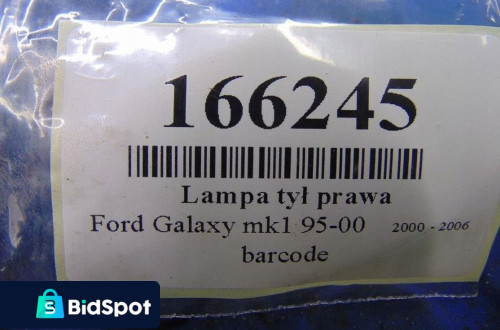 166245
Lampa tył prawa
Ford Galaxy mk1 95-00 2000 - 2006
barcode
S BidSpot